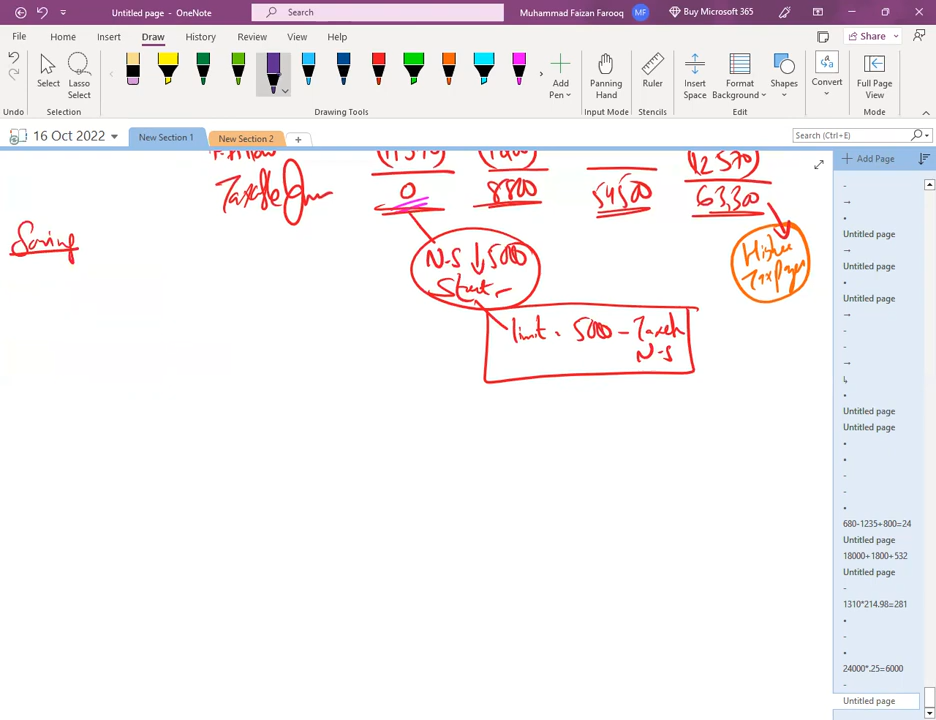 Untitled page - OneNote
Search
Muhammad Faizan Farooq
MF
Buy Microsoft 365
File
Home
Insert
Draw
History
Review
View
Help
Share
Undo
Select
Lasso Select
Selection
Drawing Tools
Add Pen
Panning Hand
Input Mode
Ruler
Stencils
Insert Space
Format Background
Edit
Convert
Shapes
Full Page View
Mode
16 Oct 2022
New Section 1
New Section 2
+
Search (Ctrl+E)
Add Page
(12570)
Taxable
0
8800
54500
63,300
Saving
N-S ↓ 5000
Start
Higher
Taxpayer
limit = 5000 - Taxable
N-S
Untitled page
Untitled page
Untitled page
Untitled page
Untitled page
680-1235+800=24
Untitled page
18000+1800+532
Untitled page
1310*214.98=281
24000*.25=6000
Untitled page